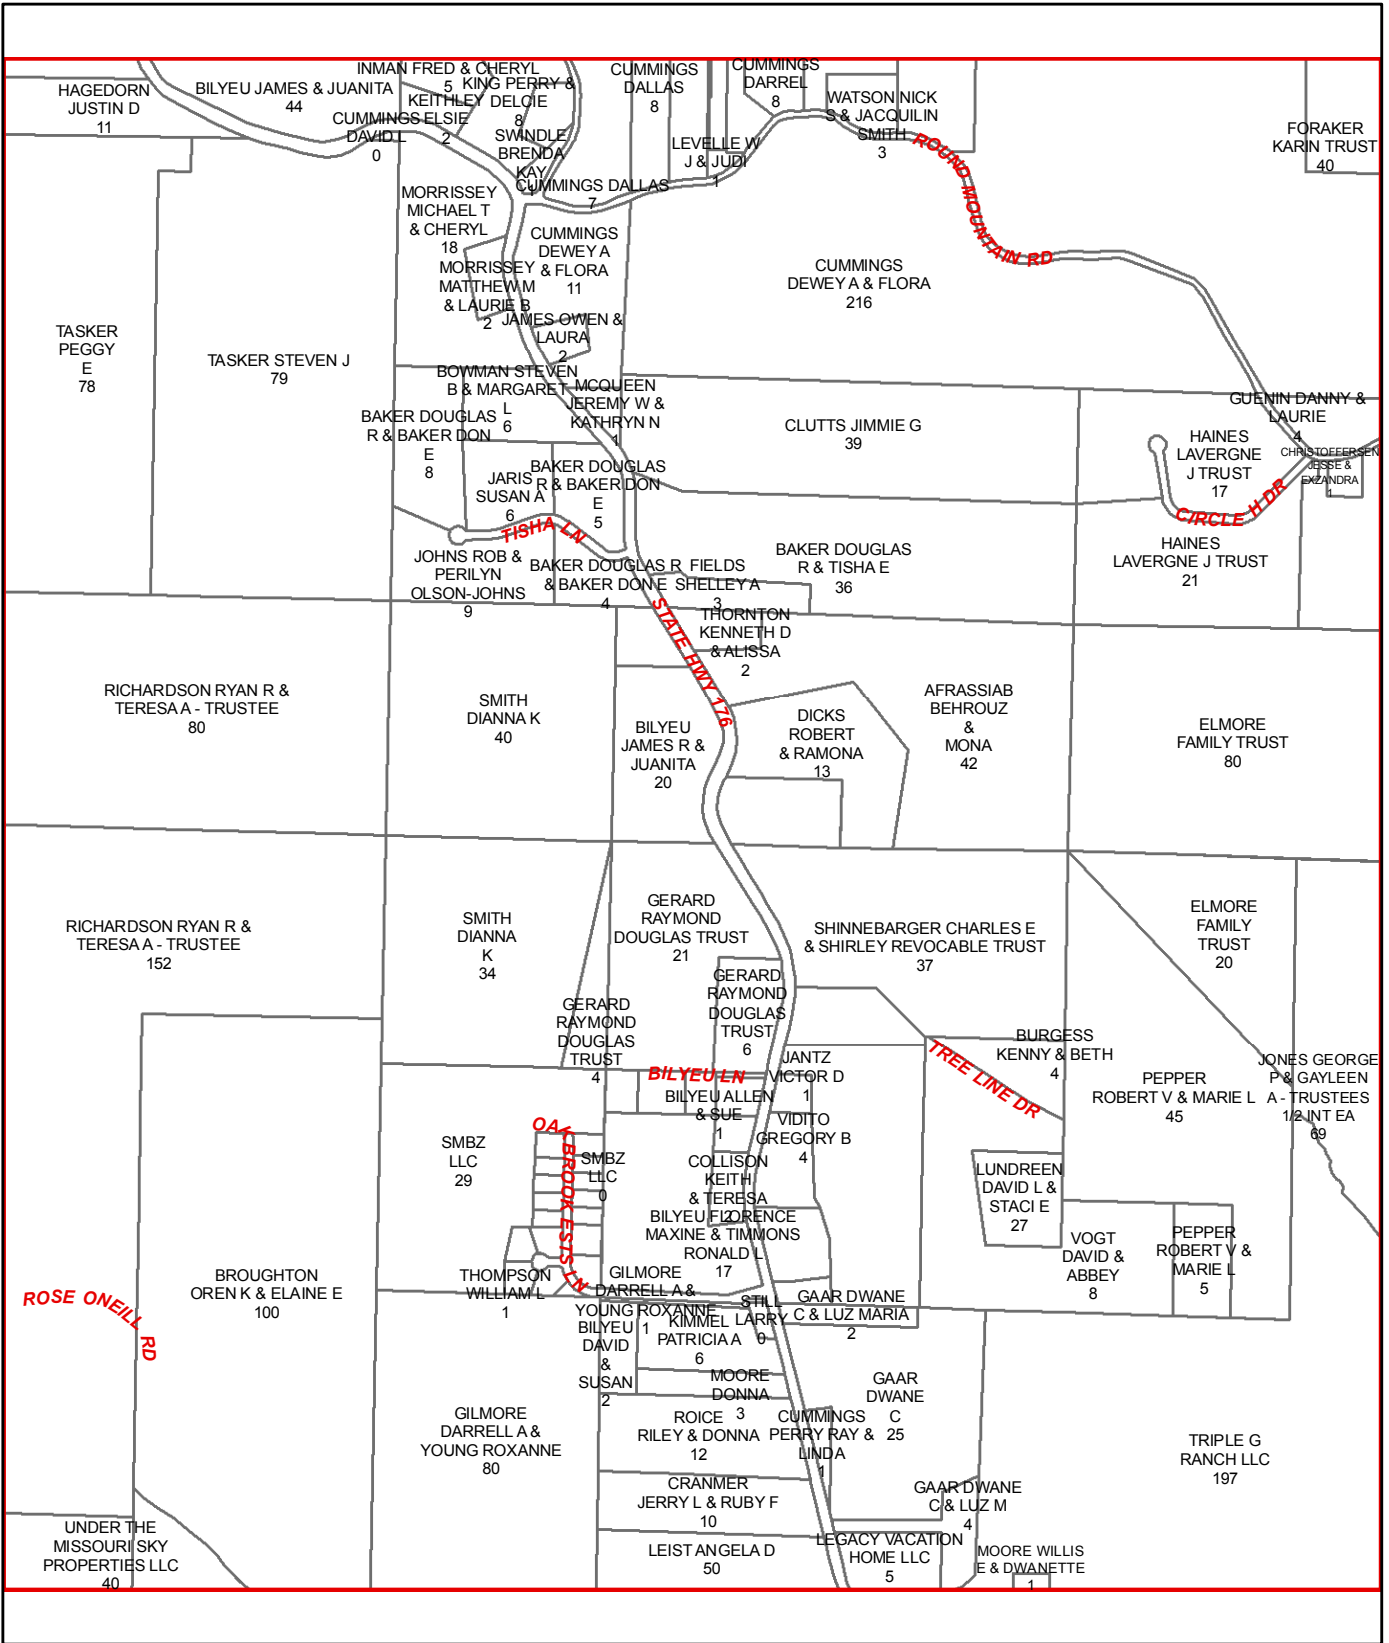 HAGEDORN
JUSTIN D
11
BILYEU JAMES & JUANITA
44
INMAN FRED & CHERYL
5
KING PERRY &
DELCIE
8
KEITHLEY
ELSIE
2
CUMMINGS
DAVID L
0
SWINDLE
BRENDA
KAY
1
CUMMINGS
DALLAS
8
CUMMINGS
DARREL
8
WATSON NICK
S & JACQUILIN
SMITH
3
LEVELLE W
J & JUDI
1
FORAKER
KARIN TRUST
40
ROUND MOUNTAIN RD
CUMMINGS DALLAS
7
MORRISSEY
MICHAEL T
& CHERYL
18
CUMMINGS
DEWEY A
& FLORA
11
MORRISSEY
MATTHEW M
& LAURIE B
2
CUMMINGS
DEWEY A & FLORA
216
JAMES OWEN &
LAURA
2
TASKER
PEGGY
E
78
TASKER STEVEN J
79
BOWMAN STEVEN
B & MARGARET
L
6
MCQUEEN
JEREMY W &
KATHRYN N
1
BAKER DOUGLAS
R & BAKER DON
E
8
CLUTTS JIMMIE G
39
GUENIN DANNY &
LAURIE
4
HAINES
LAVERGNE
J TRUST
17
CHRISTOFFERSEN
JESSE &
EXZANDRA
1
JARIS
SUSAN A
6
BAKER DOUGLAS
R & BAKER DON
E
5
TISHA LN
CIRCLE H DR
JOHNS ROB &
PERILYN
OLSON-JOHNS
9
BAKER DOUGLAS R
& BAKER DON E
4
FIELDS
SHELLEY A
3
BAKER DOUGLAS
R & TISHA E
36
HAINES
LAVERGNE J TRUST
21
STATE HWY 176
THORNTON
KENNETH D
& ALISSA
2
RICHARDSON RYAN R &
TERESA A - TRUSTEE
80
SMITH
DIANNA K
40
BILYEU
JAMES R &
JUANITA
20
DICKS
ROBERT
& RAMONA
13
AFRASSIAB
BEHROUZ
&
MONA
42
ELMORE
FAMILY TRUST
80
RICHARDSON RYAN R &
TERESA A - TRUSTEE
152
SMITH
DIANNA
K
34
GERARD
RAYMOND
DOUGLAS TRUST
21
SHINNEBARGER CHARLES E
& SHIRLEY REVOCABLE TRUST
37
ELMORE
FAMILY
TRUST
20
GERARD
RAYMOND
DOUGLAS
TRUST
6
GERARD
RAYMOND
DOUGLAS
TRUST
4
BILYEU LN
JANTZ
VICTOR D
1
TREE LINE DR
BURGESS
KENNY & BETH
4
PEPPER
ROBERT V & MARIE L
45
JONES GEORGE
P & GAYLEEN
A - TRUSTEES
1/2 INT EA
69
BILYEU ALLEN
& SUE
1
VIDITO
GREGORY B
4
OAKBROOK ESTS LN
SMBZ
LLC
29
SMBZ
LLC
0
COLLISON
KEITH
& TERESA
2
LUNDREEN
DAVID L &
STACI E
27
BILYEU FLORENCE
MAXINE & TIMMONS
RONALD L
17
VOGT
DAVID &
ABBEY
8
PEPPER
ROBERT V &
MARIE L
5
ROSE ONEILL RD
BROUGHTON
OREN K & ELAINE E
100
THOMPSON
WILLIAM L
1
GILMORE
DARRELL A &
YOUNG ROXANNE
1
STILL
LARRY
0
GAAR DWANE
C & LUZ MARIA
2
BILYEU
DAVID
&
SUSAN
2
KIMMEL
PATRICIA A
6
MOORE
DONNA
3
GAAR
DWANE
C
25
GILMORE
DARRELL A &
YOUNG ROXANNE
80
ROICE
RILEY & DONNA
12
CUMMINGS
PERRY RAY &
LINDA
1
TRIPLE G
RANCH LLC
197
CRANMER
JERRY L & RUBY F
10
GAAR DWANE
C & LUZ M
4
UNDER THE
MISSOURI SKY
PROPERTIES LLC
40
LEIST ANGELA D
50
LEGACY VACATION
HOME LLC
5
MOORE WILLIS
E & DWANETTE
1